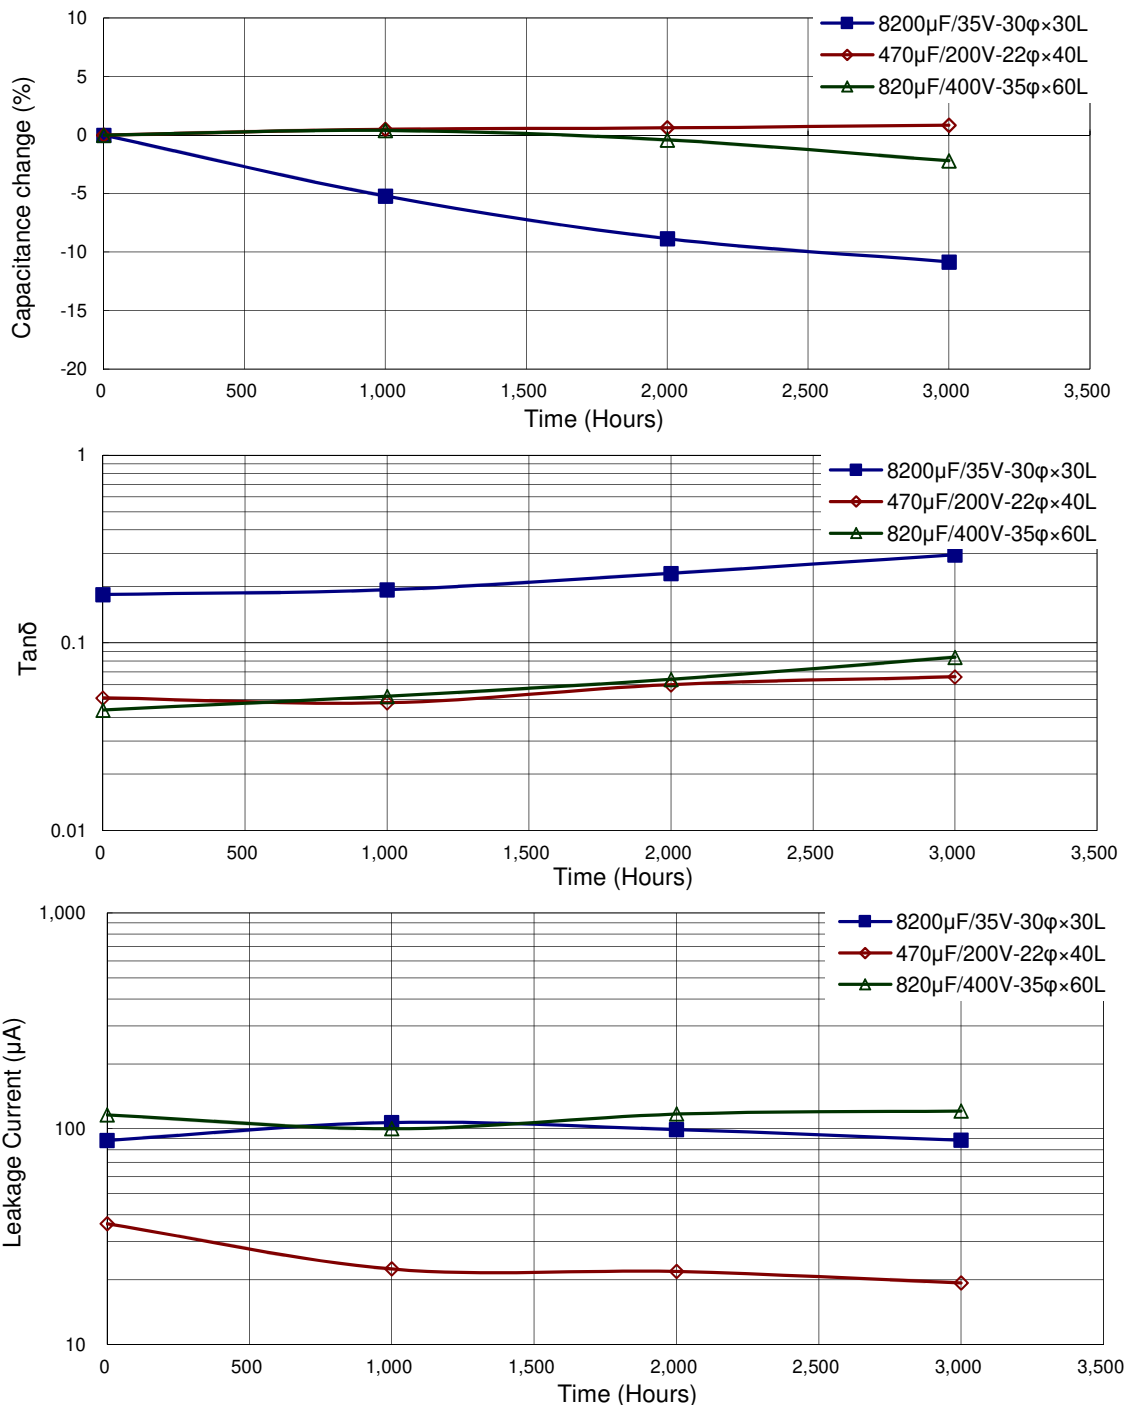 10
5
0
-5
-10
-15
-20
Capacitance change (%)
8200μF/35V-30φ×30L
470μF/200V-22φ×40L
820μF/400V-35φ×60L
0 500 1,000 1,500 2,000 2,500 3,000 3,500
Time (Hours)
1
0.1
0.01
Tanδ
8200μF/35V-30φ×30L
470μF/200V-22φ×40L
820μF/400V-35φ×60L
0 500 1,000 1,500 2,000 2,500 3,000 3,500
Time (Hours)
1,000
100
10
Leakage Current (μA)
8200μF/35V-30φ×30L
470μF/200V-22φ×40L
820μF/400V-35φ×60L
0 500 1,000 1,500 2,000 2,500 3,000 3,500
Time (Hours)